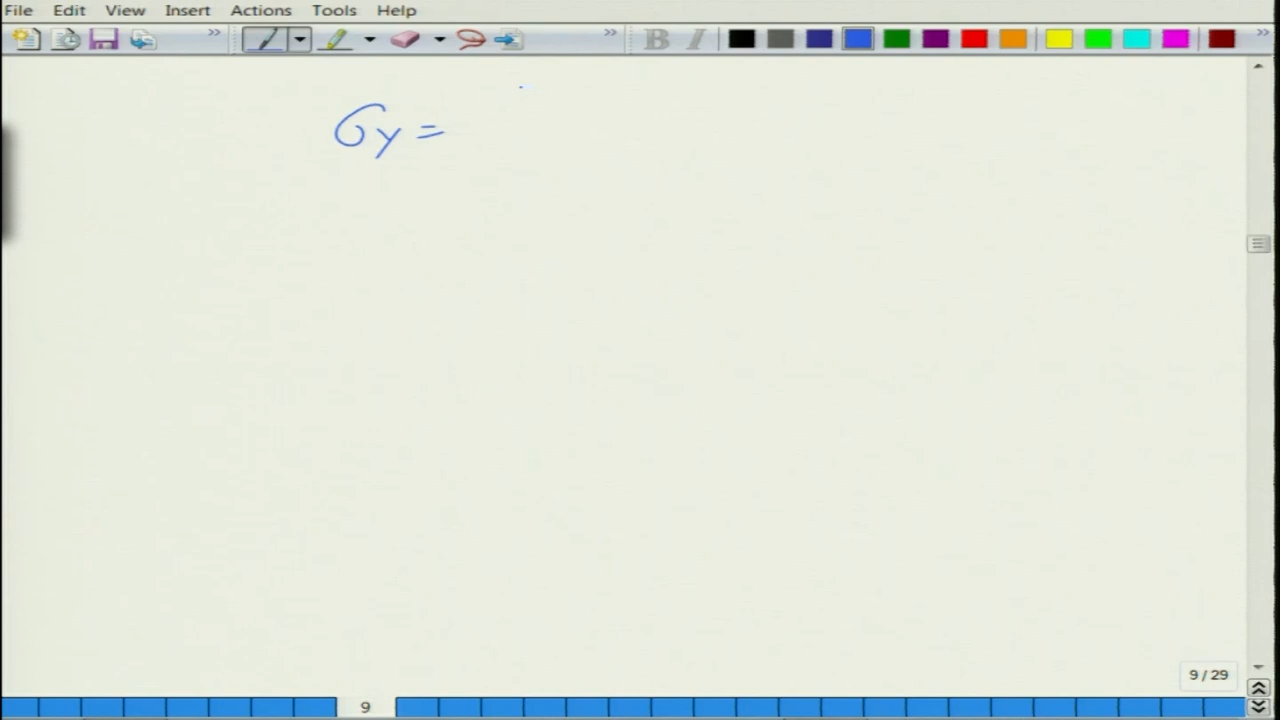 File Edit View Insert Actions Tools Help
B I
σy =
9 / 29
9